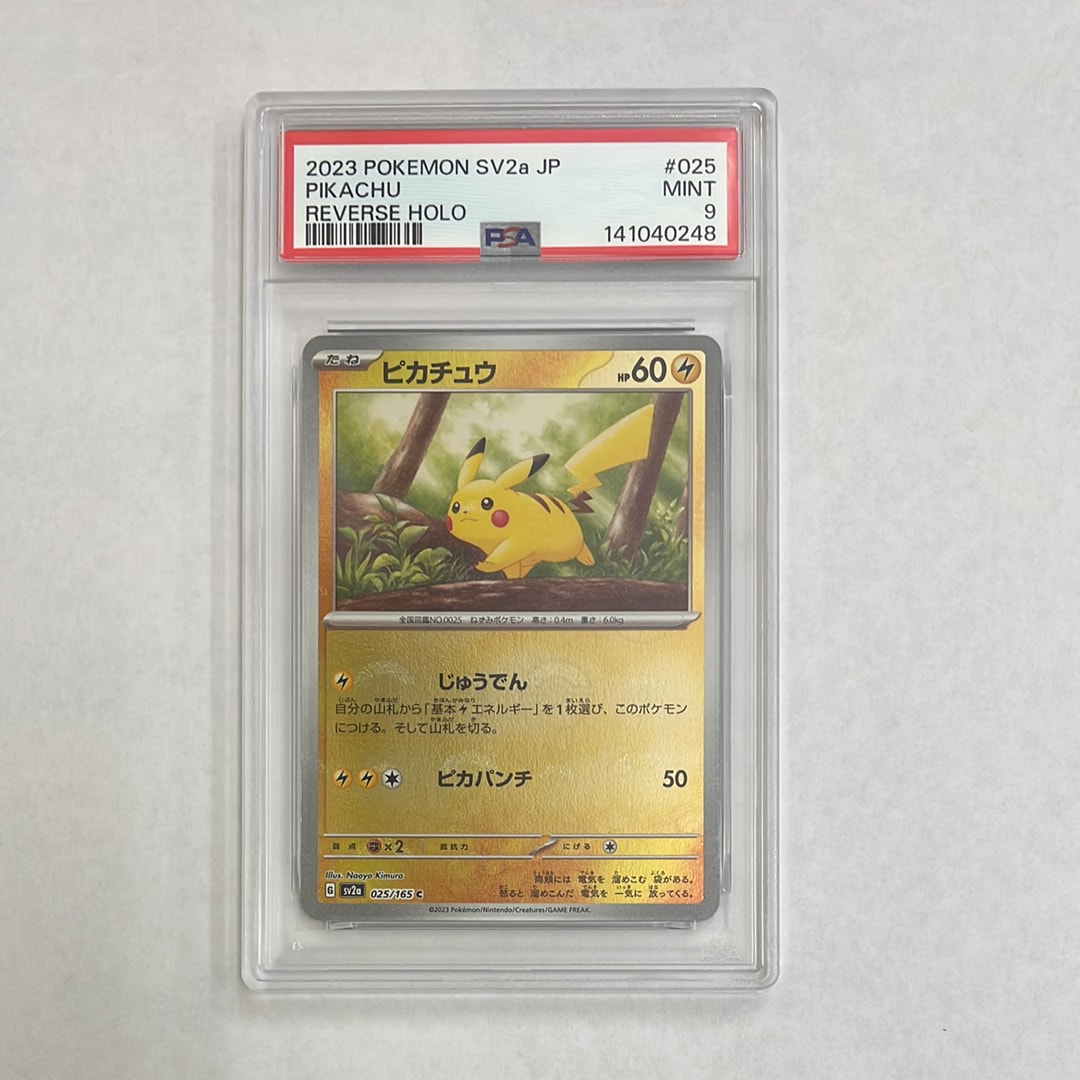 2023 POKEMON SV2a JP #025
PIKACHU MINT
REVERSE HOLO 9
PSA 141040248
たね ピカチュウ HP60
全国図鑑NO.0025 ねずみポケモン 高さ:0.4m 重さ:6.0kg
じゅうでん
自分の山札から「基本エネルギー」を1枚選び、このポケモン
につける。そして山札を切る。
ピカパンチ 50
弱点 ×2 抵抗力 にげる
Illus. Naoyo Kimura
両頬には 電気を 溜めこむ 袋がある。
怒ると 溜めこんだ 電気を 一気に 放ってくる。
G sv2a 025/165 C
©2023 Pokémon/Nintendo/Creatures/GAME FREAK.